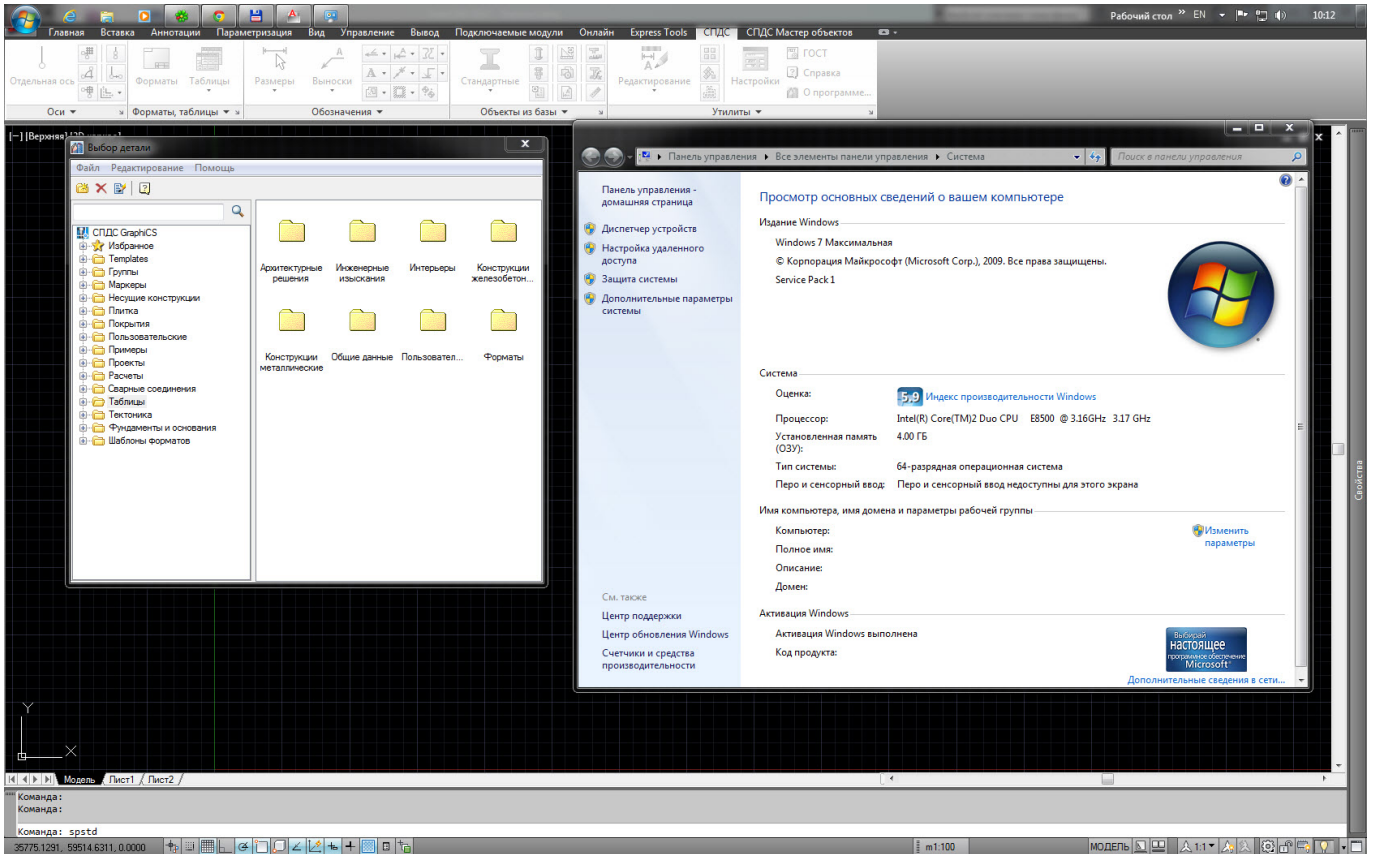 Рабочий стол » EN 10:12
Главная Вставка Аннотации Параметризация Вид Управление Вывод Подключаемые модули Онлайн Express Tools СПДС СПДС Мастер объектов
ГОСТ
Отдельная ось Форматы Таблицы Размеры Выноски Стандартные Редактирование Настройки Справка
О программе...
Оси Форматы, таблицы Обозначения Объекты из базы Утилиты
[−] [Верхняя]
Выбор детали
Файл Редактирование Помощь
СПДС GraphiCS
Избранное
Templates
Группы
Маркеры
Несущие конструкции
Плитка
Покрытия
Пользовательские
Примеры
Проекты
Расчеты
Сварные соединения
Таблицы
Тектоника
Фундаменты и основания
Шаблоны форматов
Архитектурные решения
Инженерные изыскания
Интерьеры
Конструкции железобетон...
Конструкции металлические
Общие данные
Пользовател...
Форматы
Панель управления Все элементы панели управления Система
Поиск в панели управления
Панель управления -
домашняя страница
Диспетчер устройств
Настройка удаленного
доступа
Защита системы
Дополнительные параметры
системы
См. также
Центр поддержки
Центр обновления Windows
Счетчики и средства
производительности
Просмотр основных сведений о вашем компьютере
Издание Windows
Windows 7 Максимальная
© Корпорация Майкрософт (Microsoft Corp.), 2009. Все права защищены.
Service Pack 1
Система
Оценка: 5,9 Индекс производительности Windows
Процессор: Intel(R) Core(TM)2 Duo CPU E8500 @ 3.16GHz 3.17 GHz
Установленная память 4.00 ГБ
(ОЗУ):
Тип системы: 64-разрядная операционная система
Перо и сенсорный ввод: Перо и сенсорный ввод недоступны для этого экрана
Имя компьютера, имя домена и параметры рабочей группы
Компьютер: Изменить
параметры
Полное имя:
Описание:
Домен:
Активация Windows
Активация Windows выполнена
Код продукта:
Выбирай
настоящее
программное обеспечение
Microsoft
Дополнительные сведения в сети...
Свойства
Y
X
Модель Лист1 Лист2
Команда:
Команда:
Команда: spstd
35775.1291, 59514.6311, 0.0000 m1:100 МОДЕЛЬ 1:1